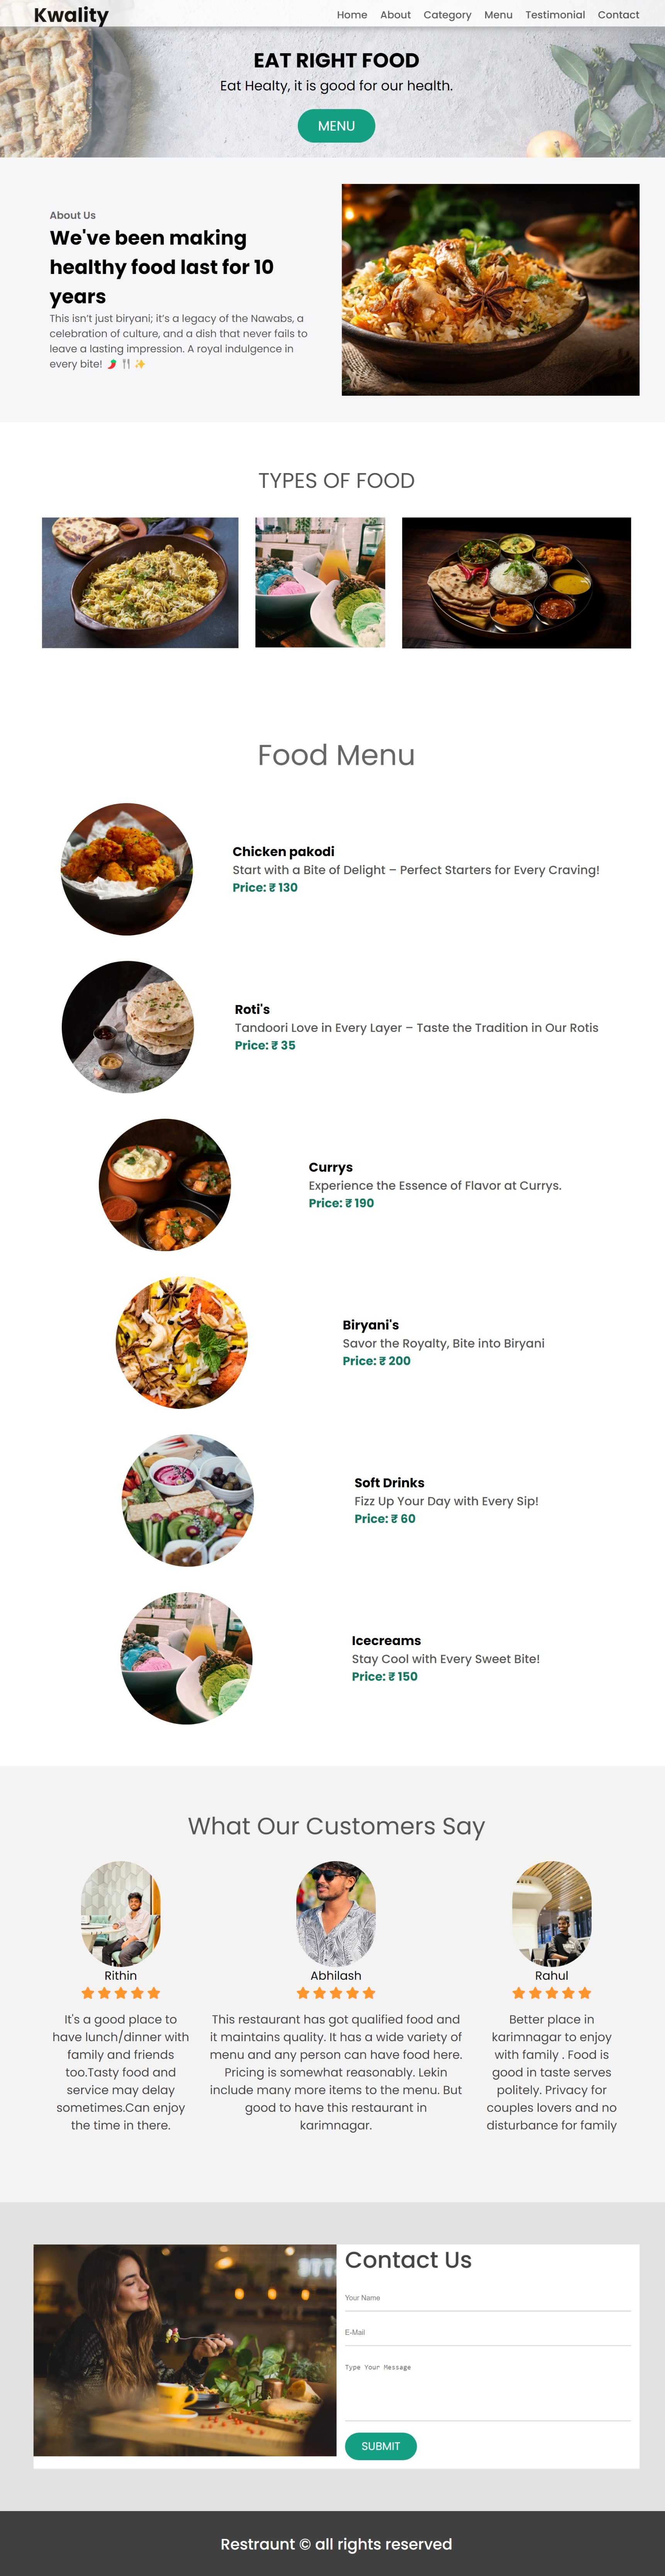 Kwality
Home About Category Menu Testimonial Contact
EAT RIGHT FOOD
Eat Healty, it is good for our health.
MENU
About Us
We've been making
healthy food last for 10
years
This isn't just biryani; it's a legacy of the Nawabs, a
celebration of culture, and a dish that never fails to
leave a lasting impression. A royal indulgence in
every bite! 🌶️ 🍴 ✨
TYPES OF FOOD
Food Menu
Chicken pakodi
Start with a Bite of Delight – Perfect Starters for Every Craving!
Price: ₹ 130
Roti's
Tandoori Love in Every Layer – Taste the Tradition in Our Rotis
Price: ₹ 35
Currys
Experience the Essence of Flavor at Currys.
Price: ₹ 190
Biryani's
Savor the Royalty, Bite into Biryani
Price: ₹ 200
Soft Drinks
Fizz Up Your Day with Every Sip!
Price: ₹ 60
Icecreams
Stay Cool with Every Sweet Bite!
Price: ₹ 150
What Our Customers Say
Rithin
It's a good place to
have lunch/dinner with
family and friends
too.Tasty food and
service may delay
sometimes.Can enjoy
the time in there.
Abhilash
This restaurant has got qualified food and
it maintains quality. It has a wide variety of
menu and any person can have food here.
Pricing is somewhat reasonably. Lekin
include many more items to the menu. But
good to have this restaurant in
karimnagar.
Rahul
Better place in
karimnagar to enjoy
with family . Food is
good in taste serves
politely. Privacy for
couples lovers and no
disturbance for family
Contact Us
Your Name
E-Mail
Type Your Message
SUBMIT
Restraunt © all rights reserved